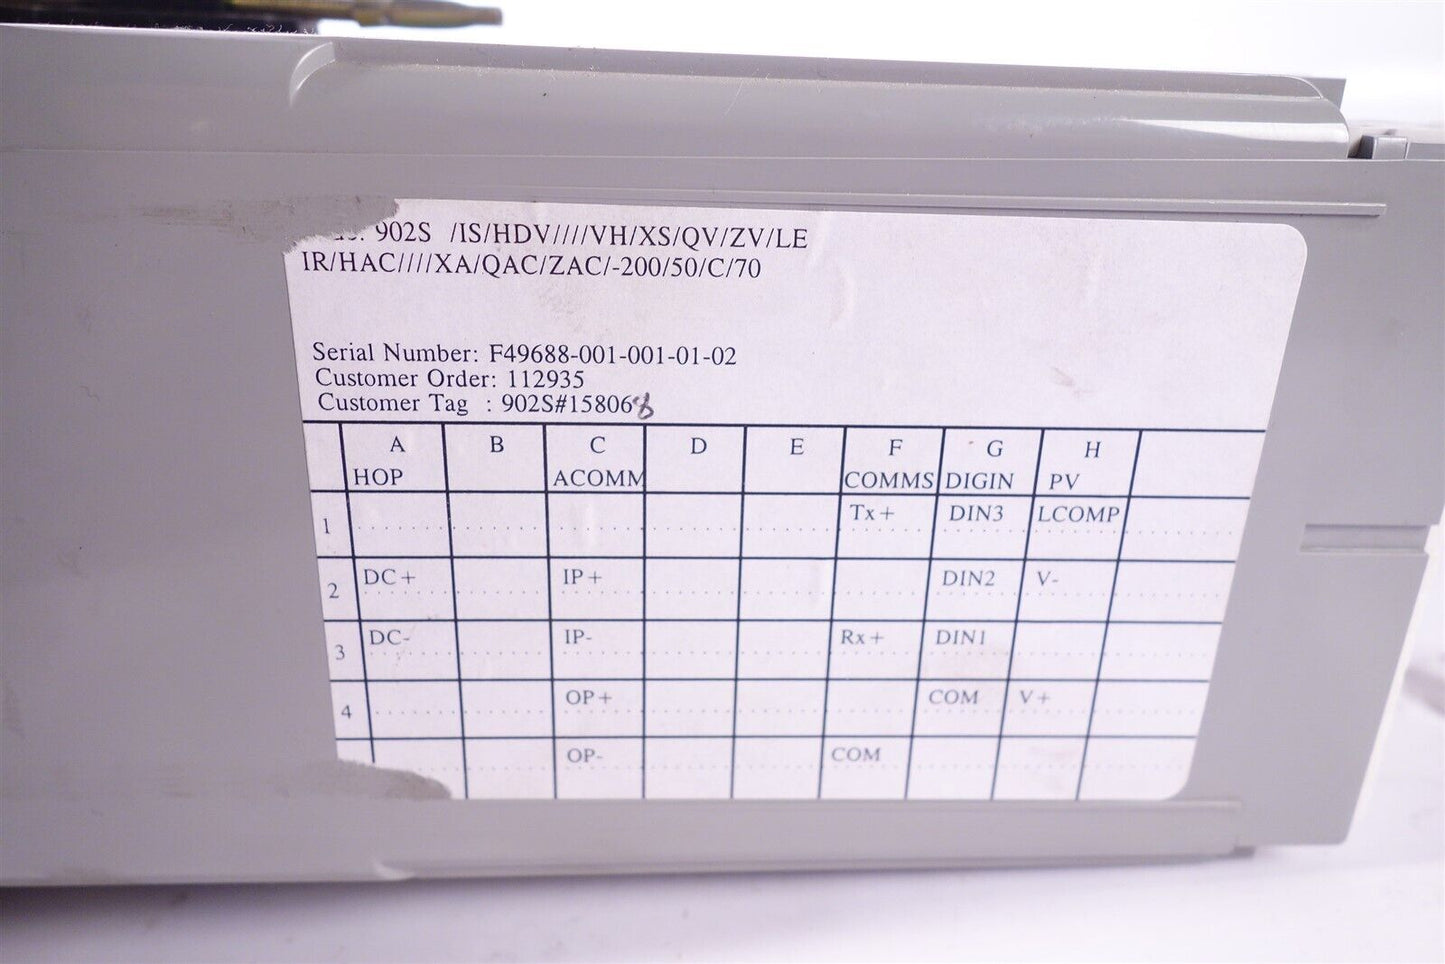 902S /IS/HDV////VH/XS/QV/ZV/LE
IR/HAC////XA/QAC/ZAC/-200/50/C/70
Serial Number: F49688-001-001-01-02
Customer Order: 112935
Customer Tag : 902S#158068
A B C D E F G H
HOP ACOMM COMMS DIGIN PV
1 Tx+ DIN3 LCOMP
2 DC+ IP+ DIN2 V-
3 DC- IP- Rx+ DIN1
4 OP+ COM V+
OP- COM